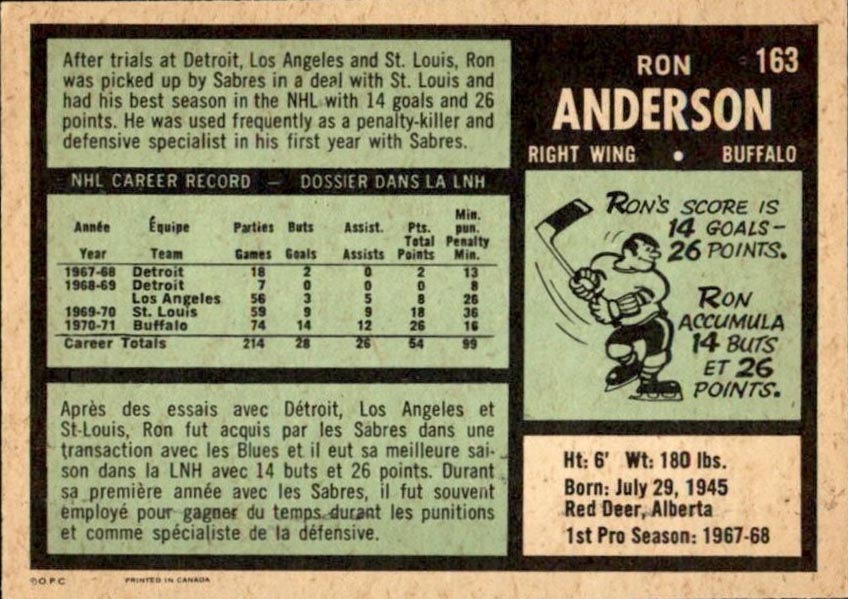 After trials at Detroit, Los Angeles and St. Louis, Ron
was picked up by Sabres in a deal with St. Louis and
had his best season in the NHL with 14 goals and 26
points. He was used frequently as a penalty-killer and
defensive specialist in his first year with Sabres.
RON 163
ANDERSON
RIGHT WING • BUFFALO
NHL CAREER RECORD — DOSSIER DANS LA LNH
Année Équipe Parties Buts Assist. Pts. Min. pun.
Year Team Games Goals Assists Total Points Penalty Min.
1967-68 Detroit 18 2 0 2 13
1968-69 Detroit 7 0 0 0 8
Los Angeles 56 3 5 8 26
1969-70 St. Louis 59 9 9 18 36
1970-71 Buffalo 74 14 12 26 16
Career Totals 214 28 26 54 99
RON'S SCORE IS
14 GOALS-
26 POINTS.
RON
ACCUMULA
14 BUTS
ET 26
POINTS.
Après des essais avec Détroit, Los Angeles et
St-Louis, Ron fut acquis par les Sabres dans une
transaction avec les Blues et il eut sa meilleure sai-
son dans la LNH avec 14 buts et 26 points. Durant
sa première année avec les Sabres, il fut souvent
employé pour gagner du temps durant les punitions
et comme spécialiste de la défensive.
Ht: 6' Wt: 180 lbs.
Born: July 29, 1945
Red Deer, Alberta
1st Pro Season: 1967-68
©O.P.C PRINTED IN CANADA